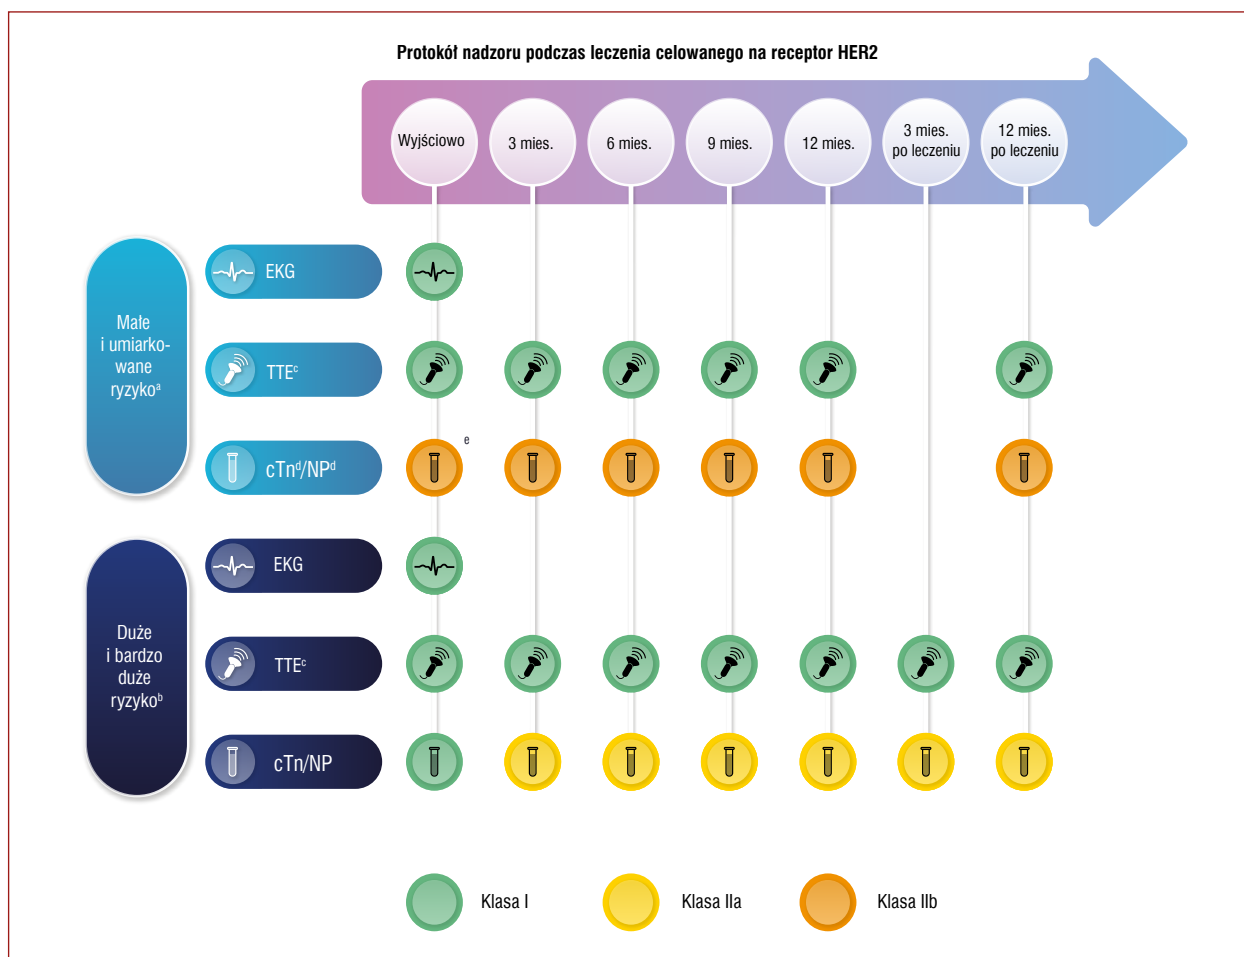 Protokół nadzoru podczas leczenia celowanego na receptor HER2
Wyjściowo
3 mies.
6 mies.
9 mies.
12 mies.
3 mies.
po leczeniu
12 mies.
po leczeniu
Małe
i umiarko-
wane
ryzykoᵃ
EKG
TTEᶜ
cTnᵈ/NPᵈ
e
Duże
i bardzo
duże
ryzykoᵇ
EKG
TTEᶜ
cTn/NP
Klasa I
Klasa IIa
Klasa IIb